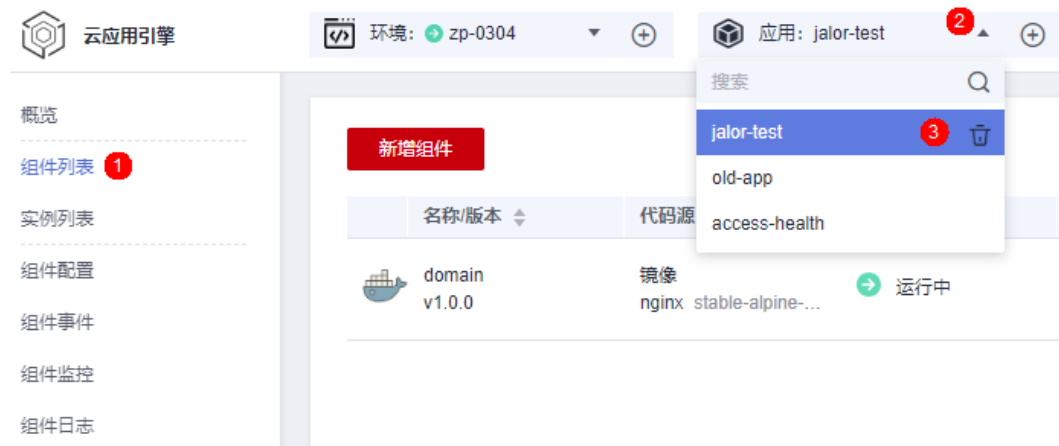 云应用引擎
环境: zp-0304
应用: jalor-test
2
搜索
jalor-test
3
old-app
access-health
概览
组件列表 1
实例列表
组件配置
组件事件
组件监控
组件日志
新增组件
名称/版本
代码源
domain
v1.0.0
镜像
nginx stable-alpine-...
运行中